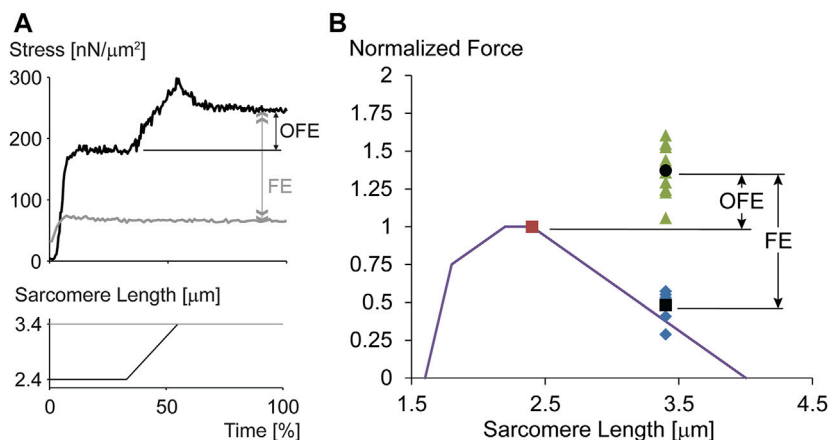 A
Stress [nN/μm²]
300
200
100
0
OFE
FE
Sarcomere Length [μm]
3.4
2.4
0
50
100
Time [%]
B
Normalized Force
2
1.75
1.5
1.25
1
0.75
0.5
0.25
0
OFE
FE
1.5
2.5
3.5
4.5
Sarcomere Length [μm]